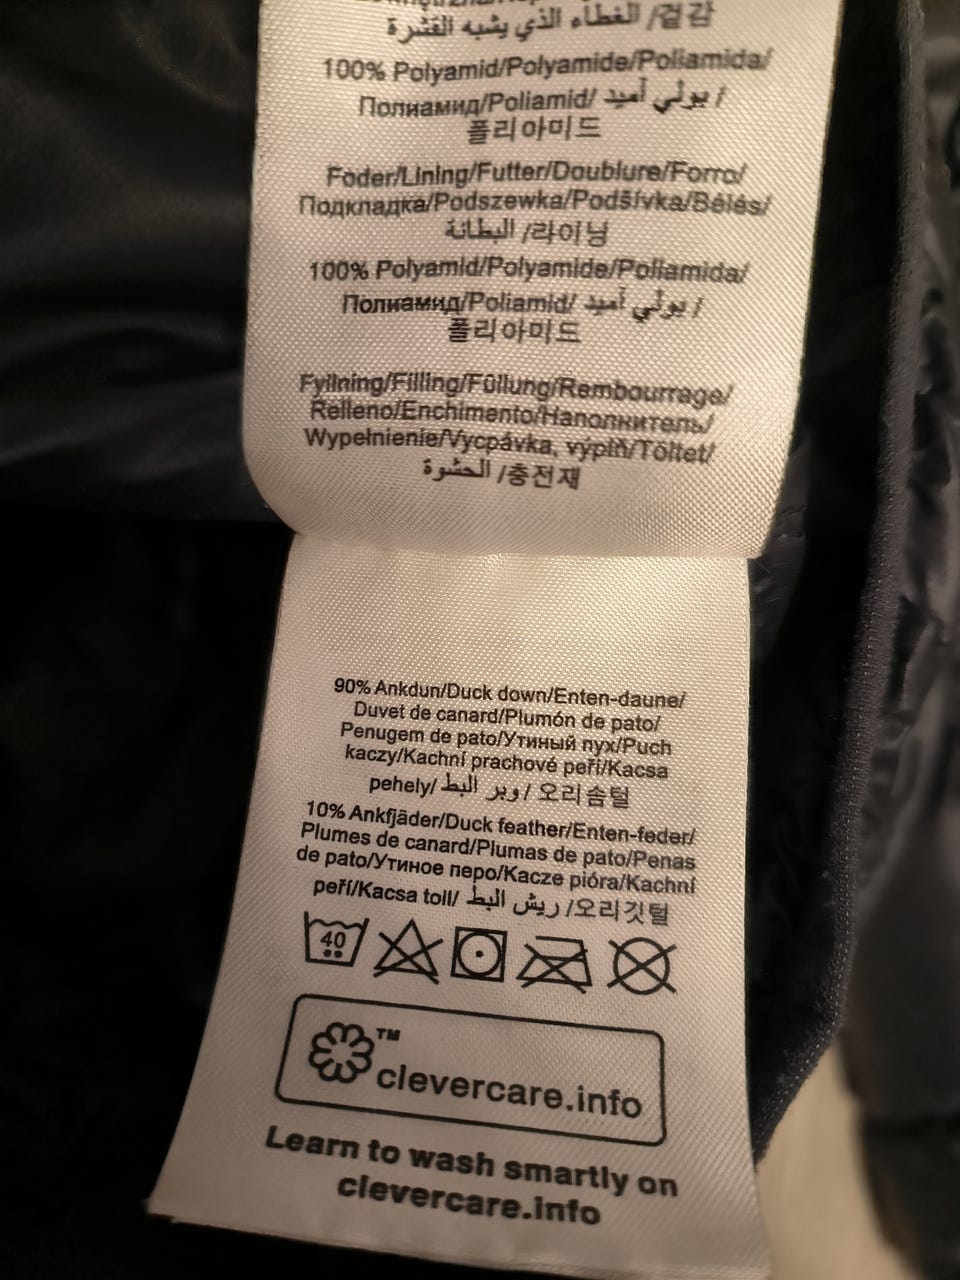 الغطاء الذي يشبه القشرة/겉감
100% Polyamid/Polyamide/Poliamida/
Полиамид/Poliamid/ بولي أميد /
폴리아미드
Foder/Lining/Futter/Doublure/Forro/
Подкладка/Podszewka/Podšívka/Bélés/
البطانة /라이닝
100% Polyamid/Polyamide/Poliamida/
Полиамид/Poliamid/ بولي أميد /
폴리아미드
Fyllning/Filling/Füllung/Rembourrage/
Relleno/Enchimento/Наполнитель/
Wypełnienie/Vycpávka, výplň/Töltet/
الحشوة /충전재
90% Ankdun/Duck down/Enten-daune/
Duvet de canard/Plumón de pato/
Penugem de pato/Утиный пух/Puch
kaczy/Kachní prachové peří/Kacsa
pehely/ وبر البط / 오리솜털
10% Ankfjäder/Duck feather/Enten-feder/
Plumes de canard/Plumas de pato/Penas
de pato/Утиное перо/Kacze pióra/Kachní
peří/Kacsa toll/ ريش البط /오리깃털
40
™
clevercare.info
Learn to wash smartly on
clevercare.info